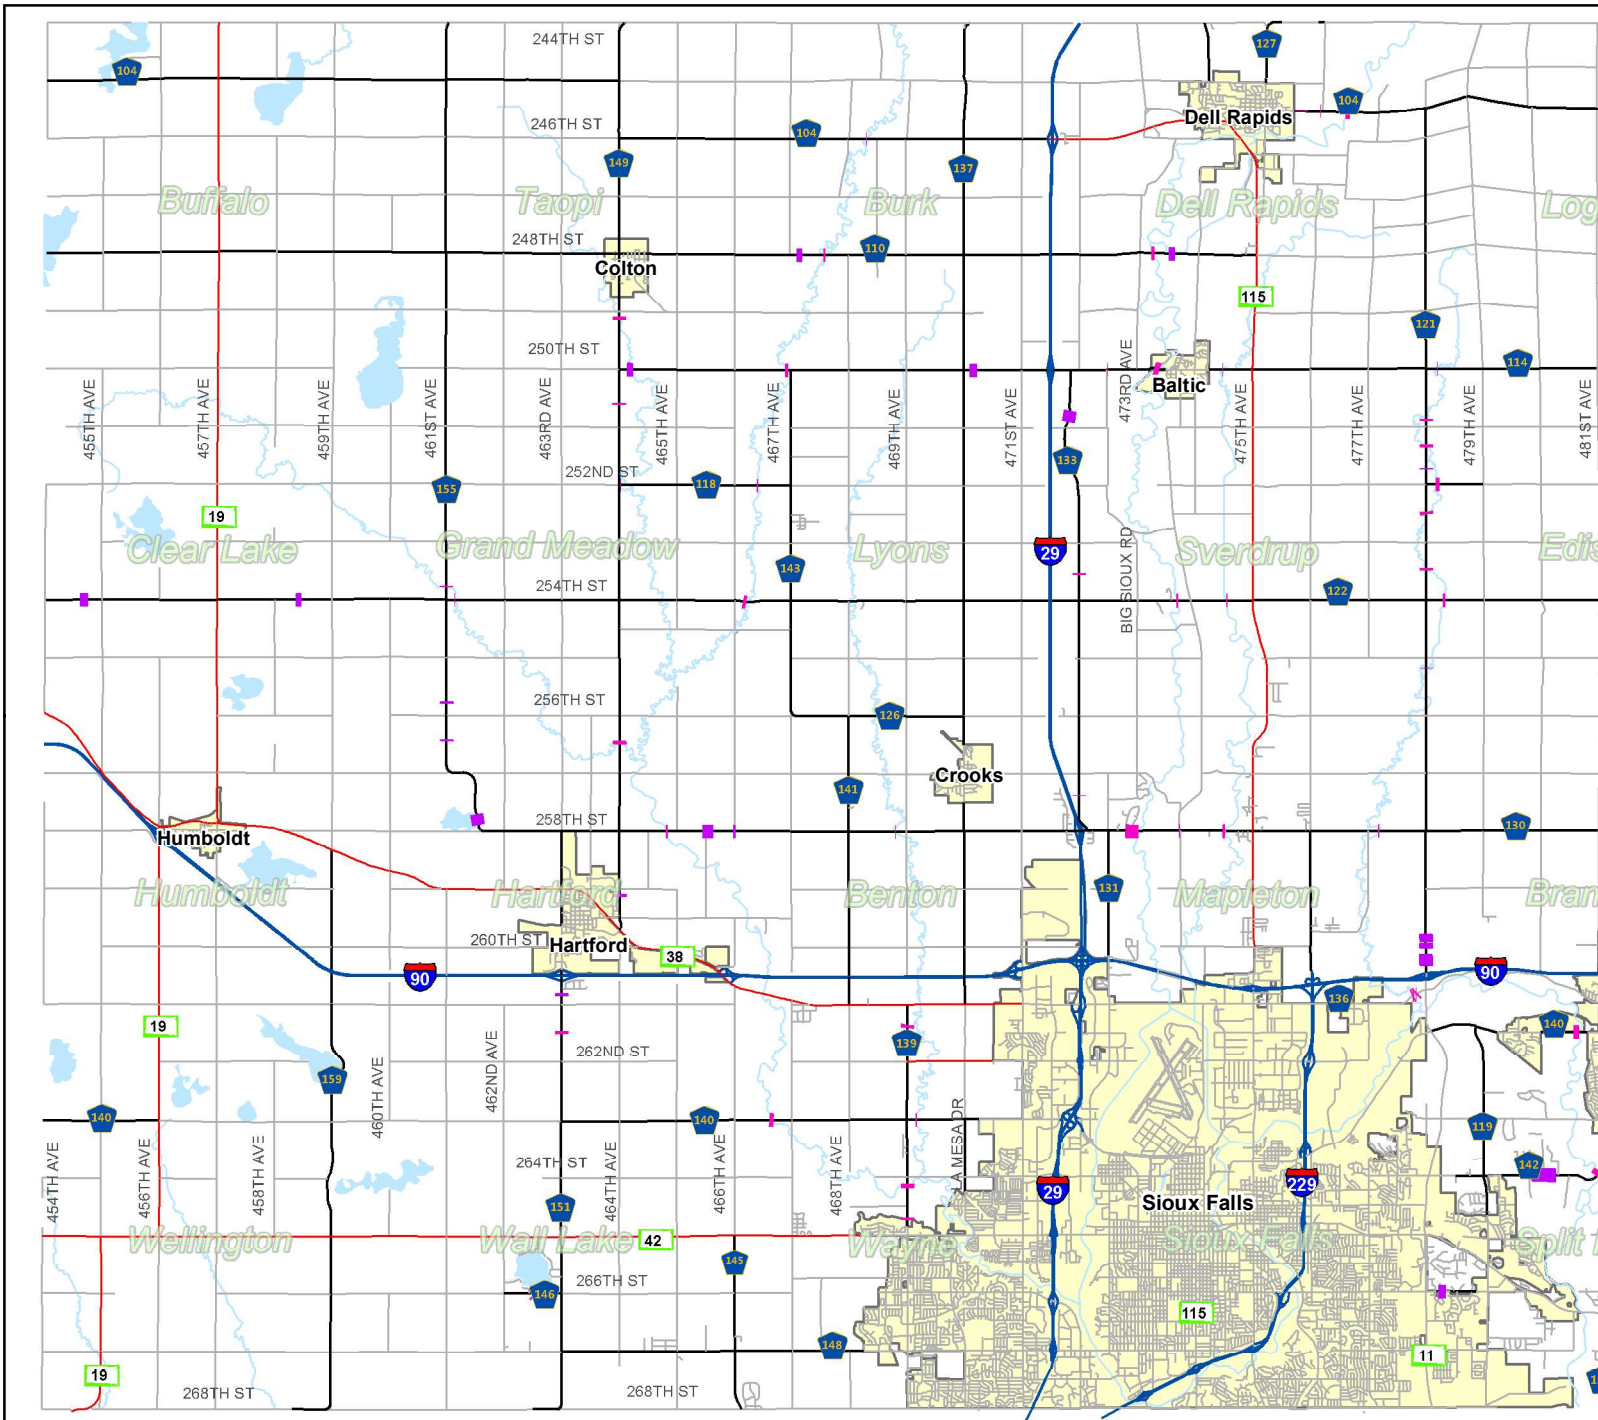 244TH ST
127
104
104
Dell Rapids
246TH ST
104
149
137
Buffalo
Taopi
Burk
Dell Rapids
Log
248TH ST
110
Colton
115
121
250TH ST
114
455TH AVE
457TH AVE
459TH AVE
461ST AVE
463RD AVE
465TH AVE
467TH AVE
469TH AVE
471ST AVE
473RD AVE
Baltic
475TH AVE
477TH AVE
479TH AVE
481ST AVE
252ND ST
133
155
118
19
Clear Lake
Grand Meadow
Lyons
29
BIG SIOUX RD
Sverdrup
Edis
143
254TH ST
122
256TH ST
126
Crooks
141
258TH ST
130
Humboldt
Humboldt
Hartford
Benton
131
Mapleton
Bran
260TH ST
Hartford
38
90
90
136
19
140
462ND AVE
139
262ND ST
159
460TH AVE
140
140
119
454TH AVE
456TH AVE
458TH AVE
264TH ST
464TH AVE
466TH AVE
468TH AVE
LA MESA DR
142
29
229
Sioux Falls
151
Wellington
Wall Lake
42
Wayne
Sioux Falls
Split
145
266TH ST
146
115
148
11
19
268TH ST
268TH ST